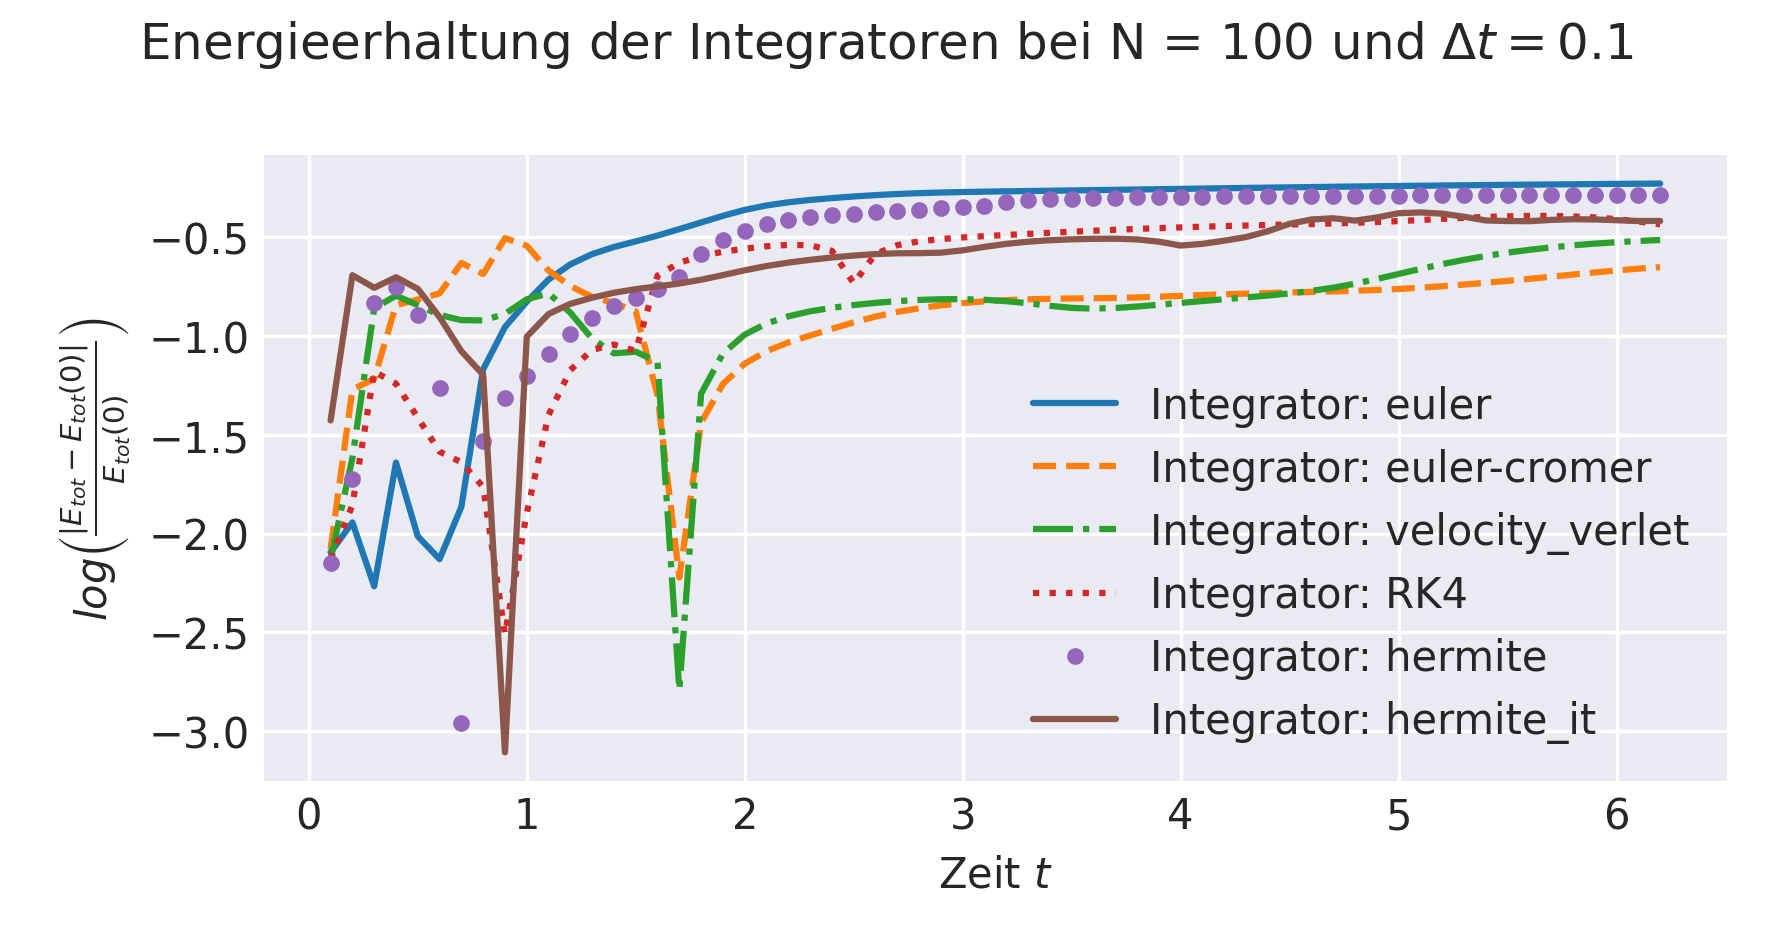 Energieerhaltung der Integratoren bei N = 100 und Δt = 0.1
log(|E_tot − E_tot(0)| / E_tot(0))
−0.5
−1.0
−1.5
−2.0
−2.5
−3.0
Integrator: euler
Integrator: euler-cromer
Integrator: velocity_verlet
Integrator: RK4
Integrator: hermite
Integrator: hermite_it
0 1 2 3 4 5 6
Zeit t